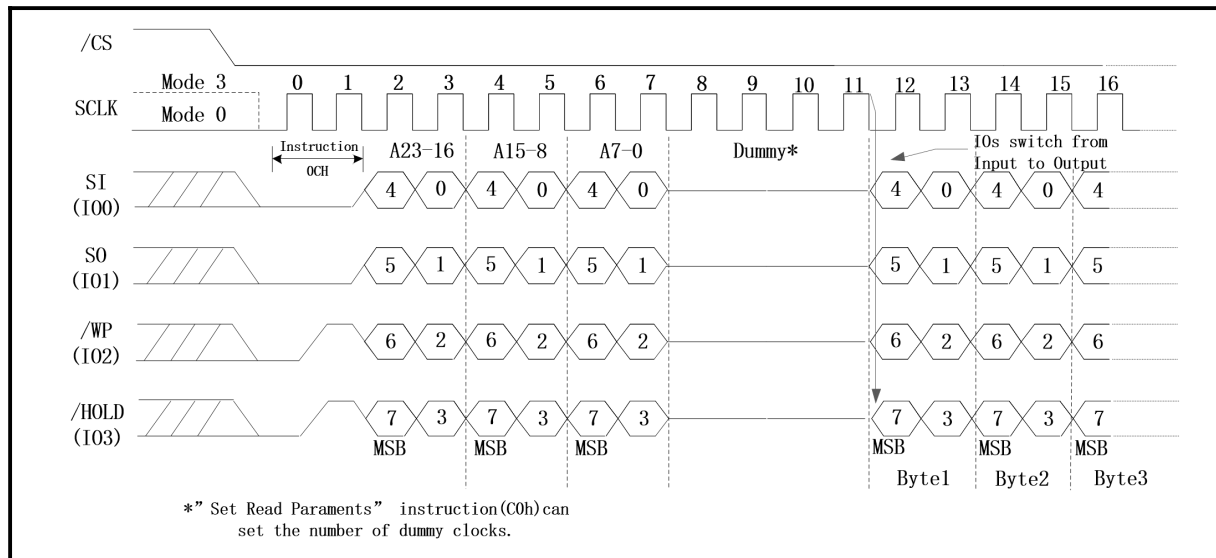 /CS
Mode 3 0 1 2 3 4 5 6 7 8 9 10 11 12 13 14 15 16
SCLK Mode 0
Instruction A23-16 A15-8 A7-0 Dummy* IOs switch from
0CH Input to Output
SI 4 0 4 0 4 0 4 0 4 0 4
(IO0)
SO 5 1 5 1 5 1 5 1 5 1 5
(IO1)
/WP 6 2 6 2 6 2 6 2 6 2 6
(IO2)
/HOLD 7 3 7 3 7 3 7 3 7 3 7
(IO3) MSB MSB MSB MSB MSB MSB
Byte1 Byte2 Byte3
*” Set Read Paraments” instruction(C0h)can
set the number of dummy clocks.